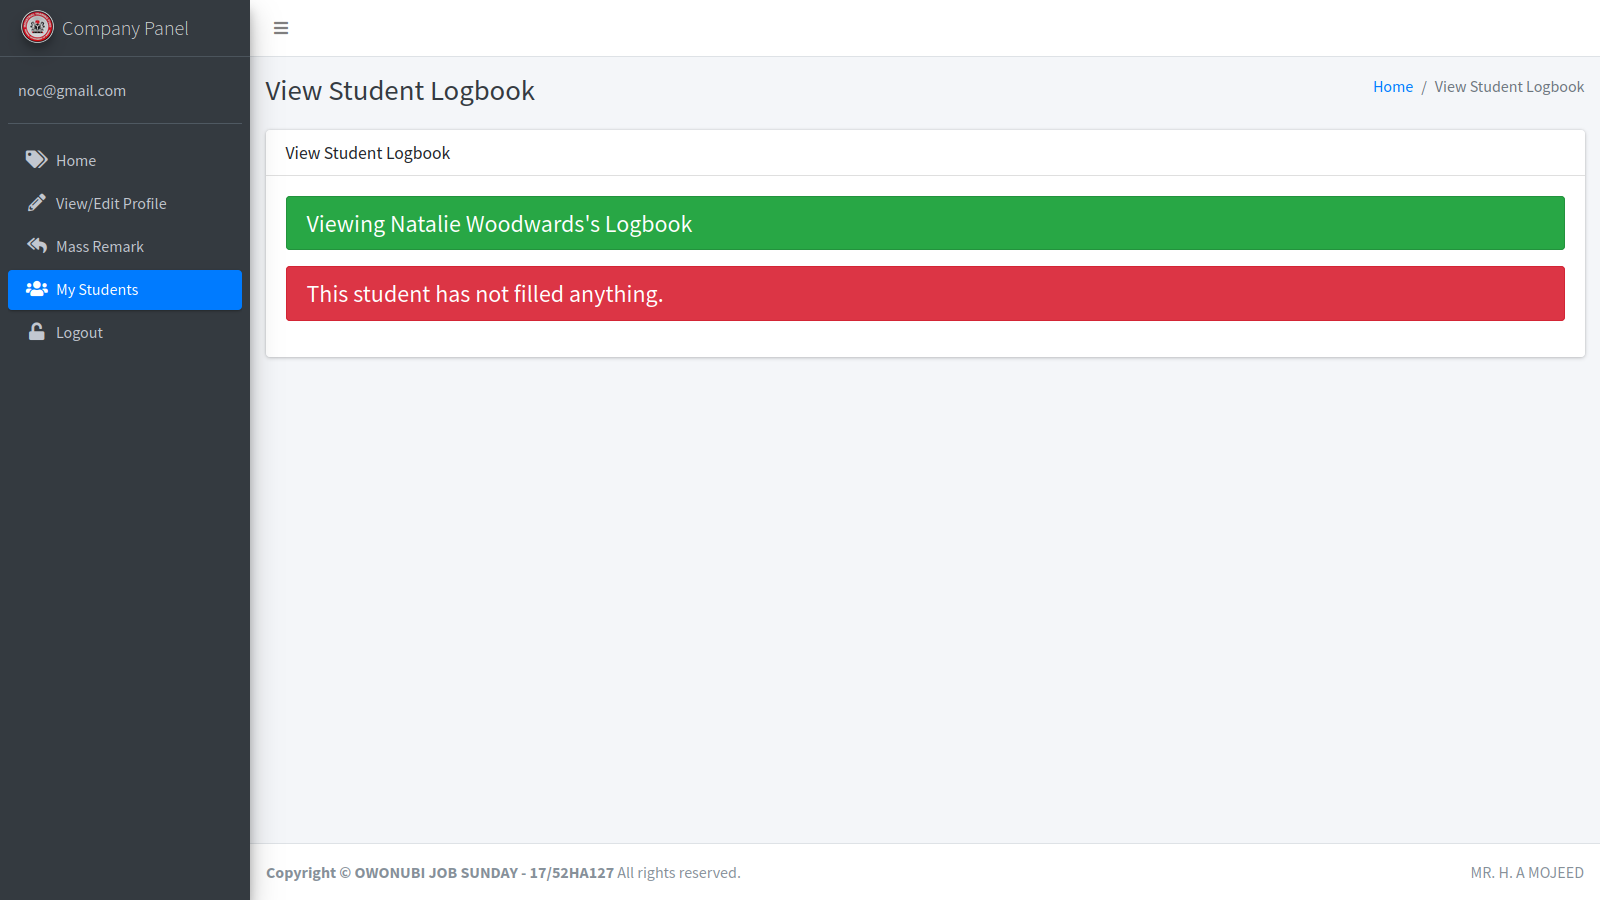 Company Panel
noc@gmail.com
Home
View/Edit Profile
Mass Remark
My Students
Logout
View Student Logbook
Home / View Student Logbook
View Student Logbook
Viewing Natalie Woodwards's Logbook
This student has not filled anything.
Copyright © OWONUBI JOB SUNDAY - 17/52HA127 All rights reserved.
MR. H. A MOJEED